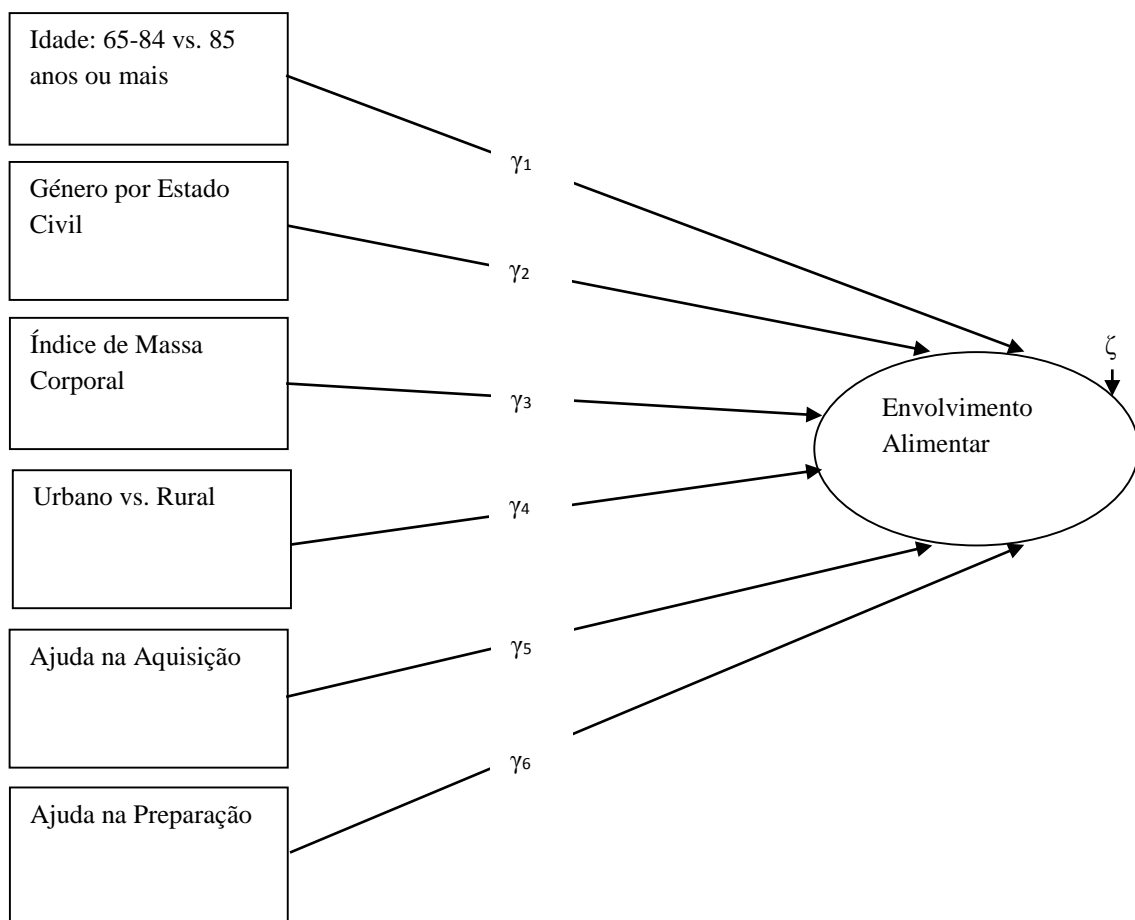 Idade: 65-84 vs. 85
anos ou mais
γ1
Género por Estado
Civil
γ2
Índice de Massa
Corporal
γ3
ζ
Envolvimento
Alimentar
Urbano vs. Rural
γ4
Ajuda na Aquisição
γ5
Ajuda na Preparação
γ6